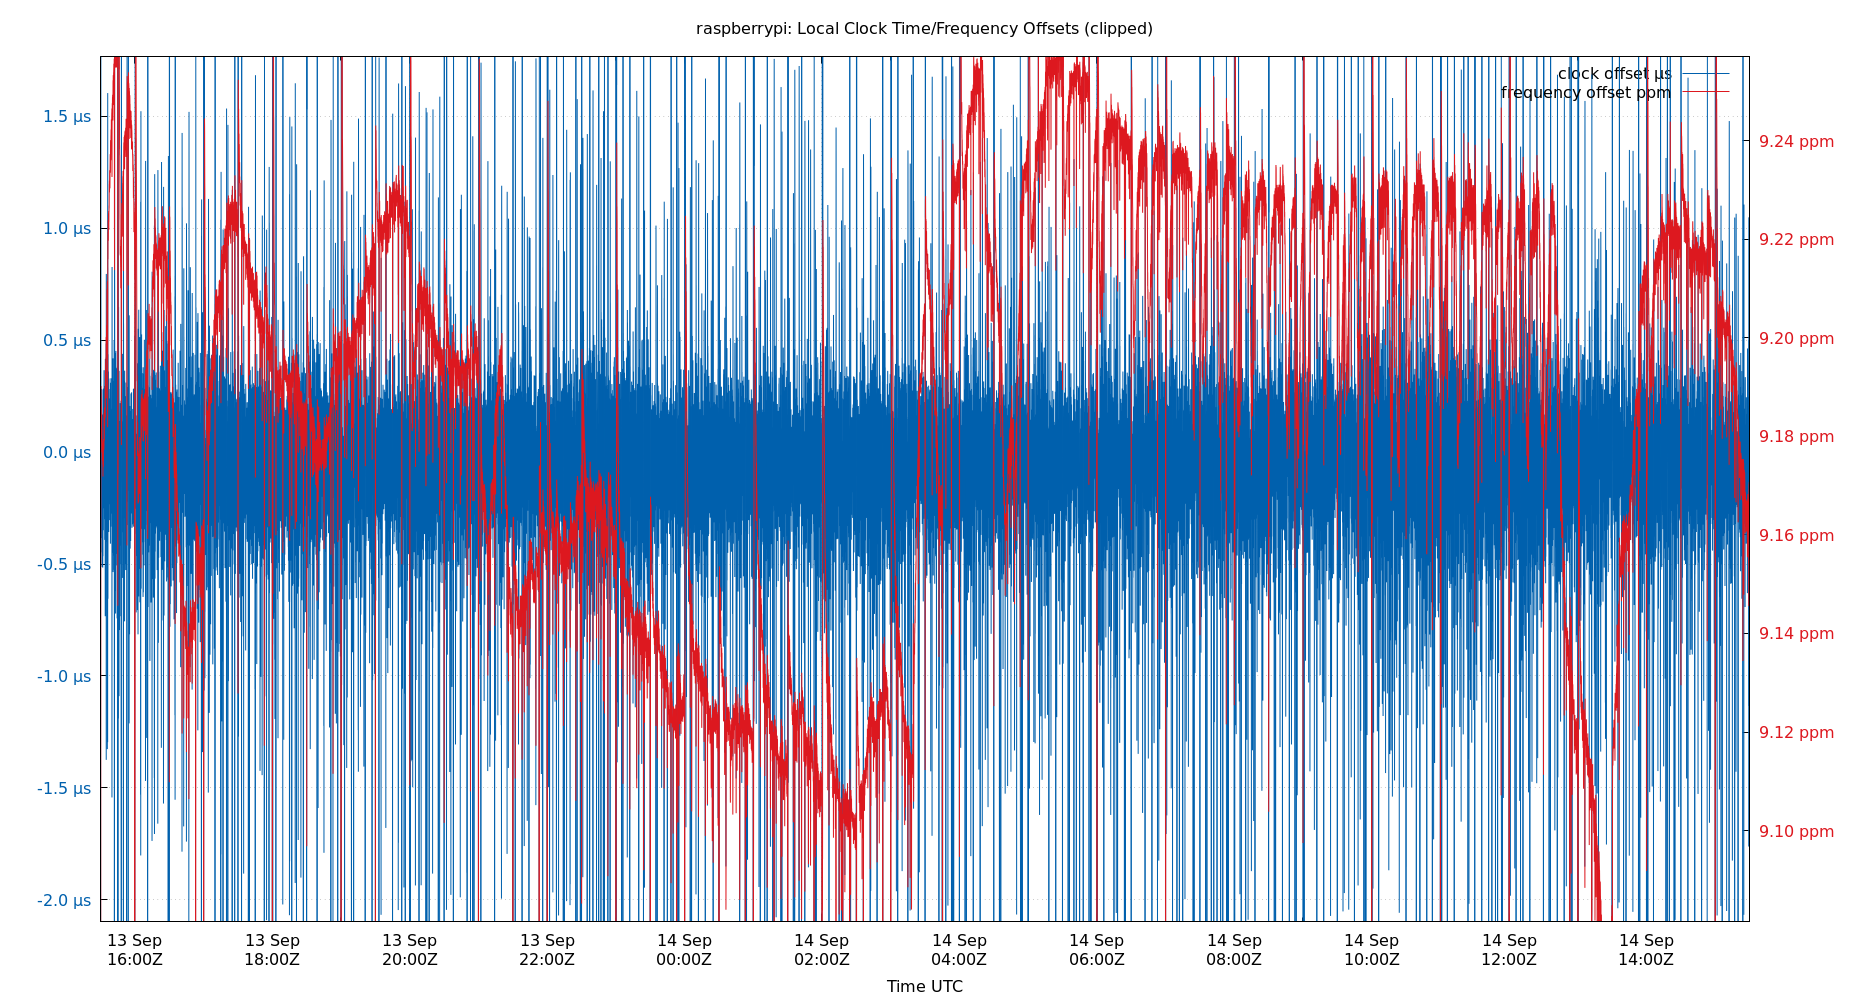 raspberrypi: Local Clock Time/Frequency Offsets (clipped)
clock offset µs
frequency offset ppm
1.5 µs
1.0 µs
0.5 µs
0.0 µs
-0.5 µs
-1.0 µs
-1.5 µs
-2.0 µs
9.24 ppm
9.22 ppm
9.20 ppm
9.18 ppm
9.16 ppm
9.14 ppm
9.12 ppm
9.10 ppm
13 Sep 13 Sep 13 Sep 13 Sep 14 Sep 14 Sep 14 Sep 14 Sep 14 Sep 14 Sep 14 Sep 14 Sep
16:00Z 18:00Z 20:00Z 22:00Z 00:00Z 02:00Z 04:00Z 06:00Z 08:00Z 10:00Z 12:00Z 14:00Z
Time UTC